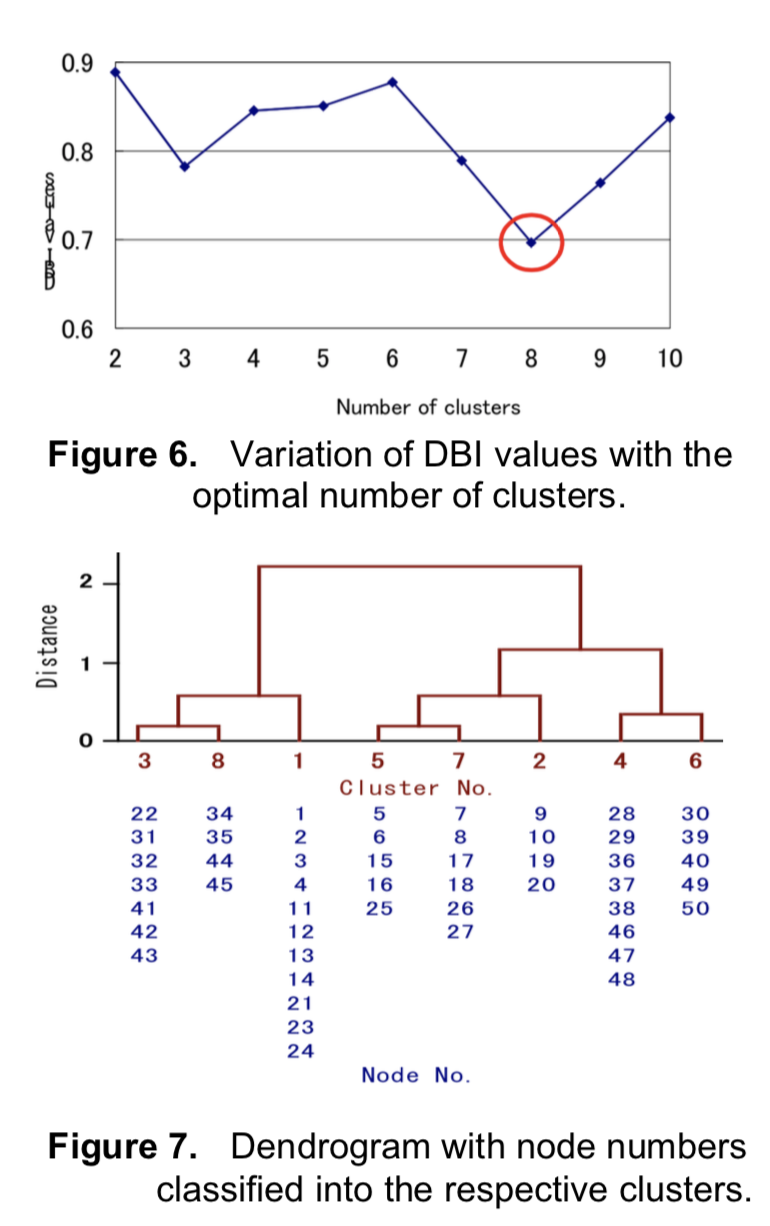 0.9
0.8
0.7
0.6
DBI values
2 3 4 5 6 7 8 9 10
Number of clusters
Figure 6. Variation of DBI values with the
optimal number of clusters.
2
1
0
Distance
3 8 1 5 7 2 4 6
Cluster No.
22 34 1 5 7 9 28 30
31 35 2 6 8 10 29 39
32 44 3 15 17 19 36 40
33 45 4 16 18 20 37 49
41 11 25 26 38 50
42 12 27 46
43 13 47
14 48
21
23
24
Node No.
Figure 7. Dendrogram with node numbers
classified into the respective clusters.